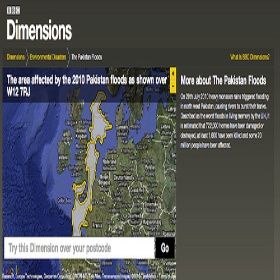 BBC
Dimensions
Dimensions
Environmental Disasters
The Pakistan Floods
What is BBC Dimensions?
The area affected by the 2010 Pakistan floods as shown over
W12 7RJ
Try this Dimension over your postcode
Go
More about The Pakistan Floods
On 29th July 2010 heavy monsoon rains triggered flooding
in north west Pakistan, causing rivers to burst their banks.
Described as the worst floods in living memory by the UN, it
is estimated that 722,000 homes have been damaged or
destroyed, at least 1,600 have been killed and some 20
million people have been affected.